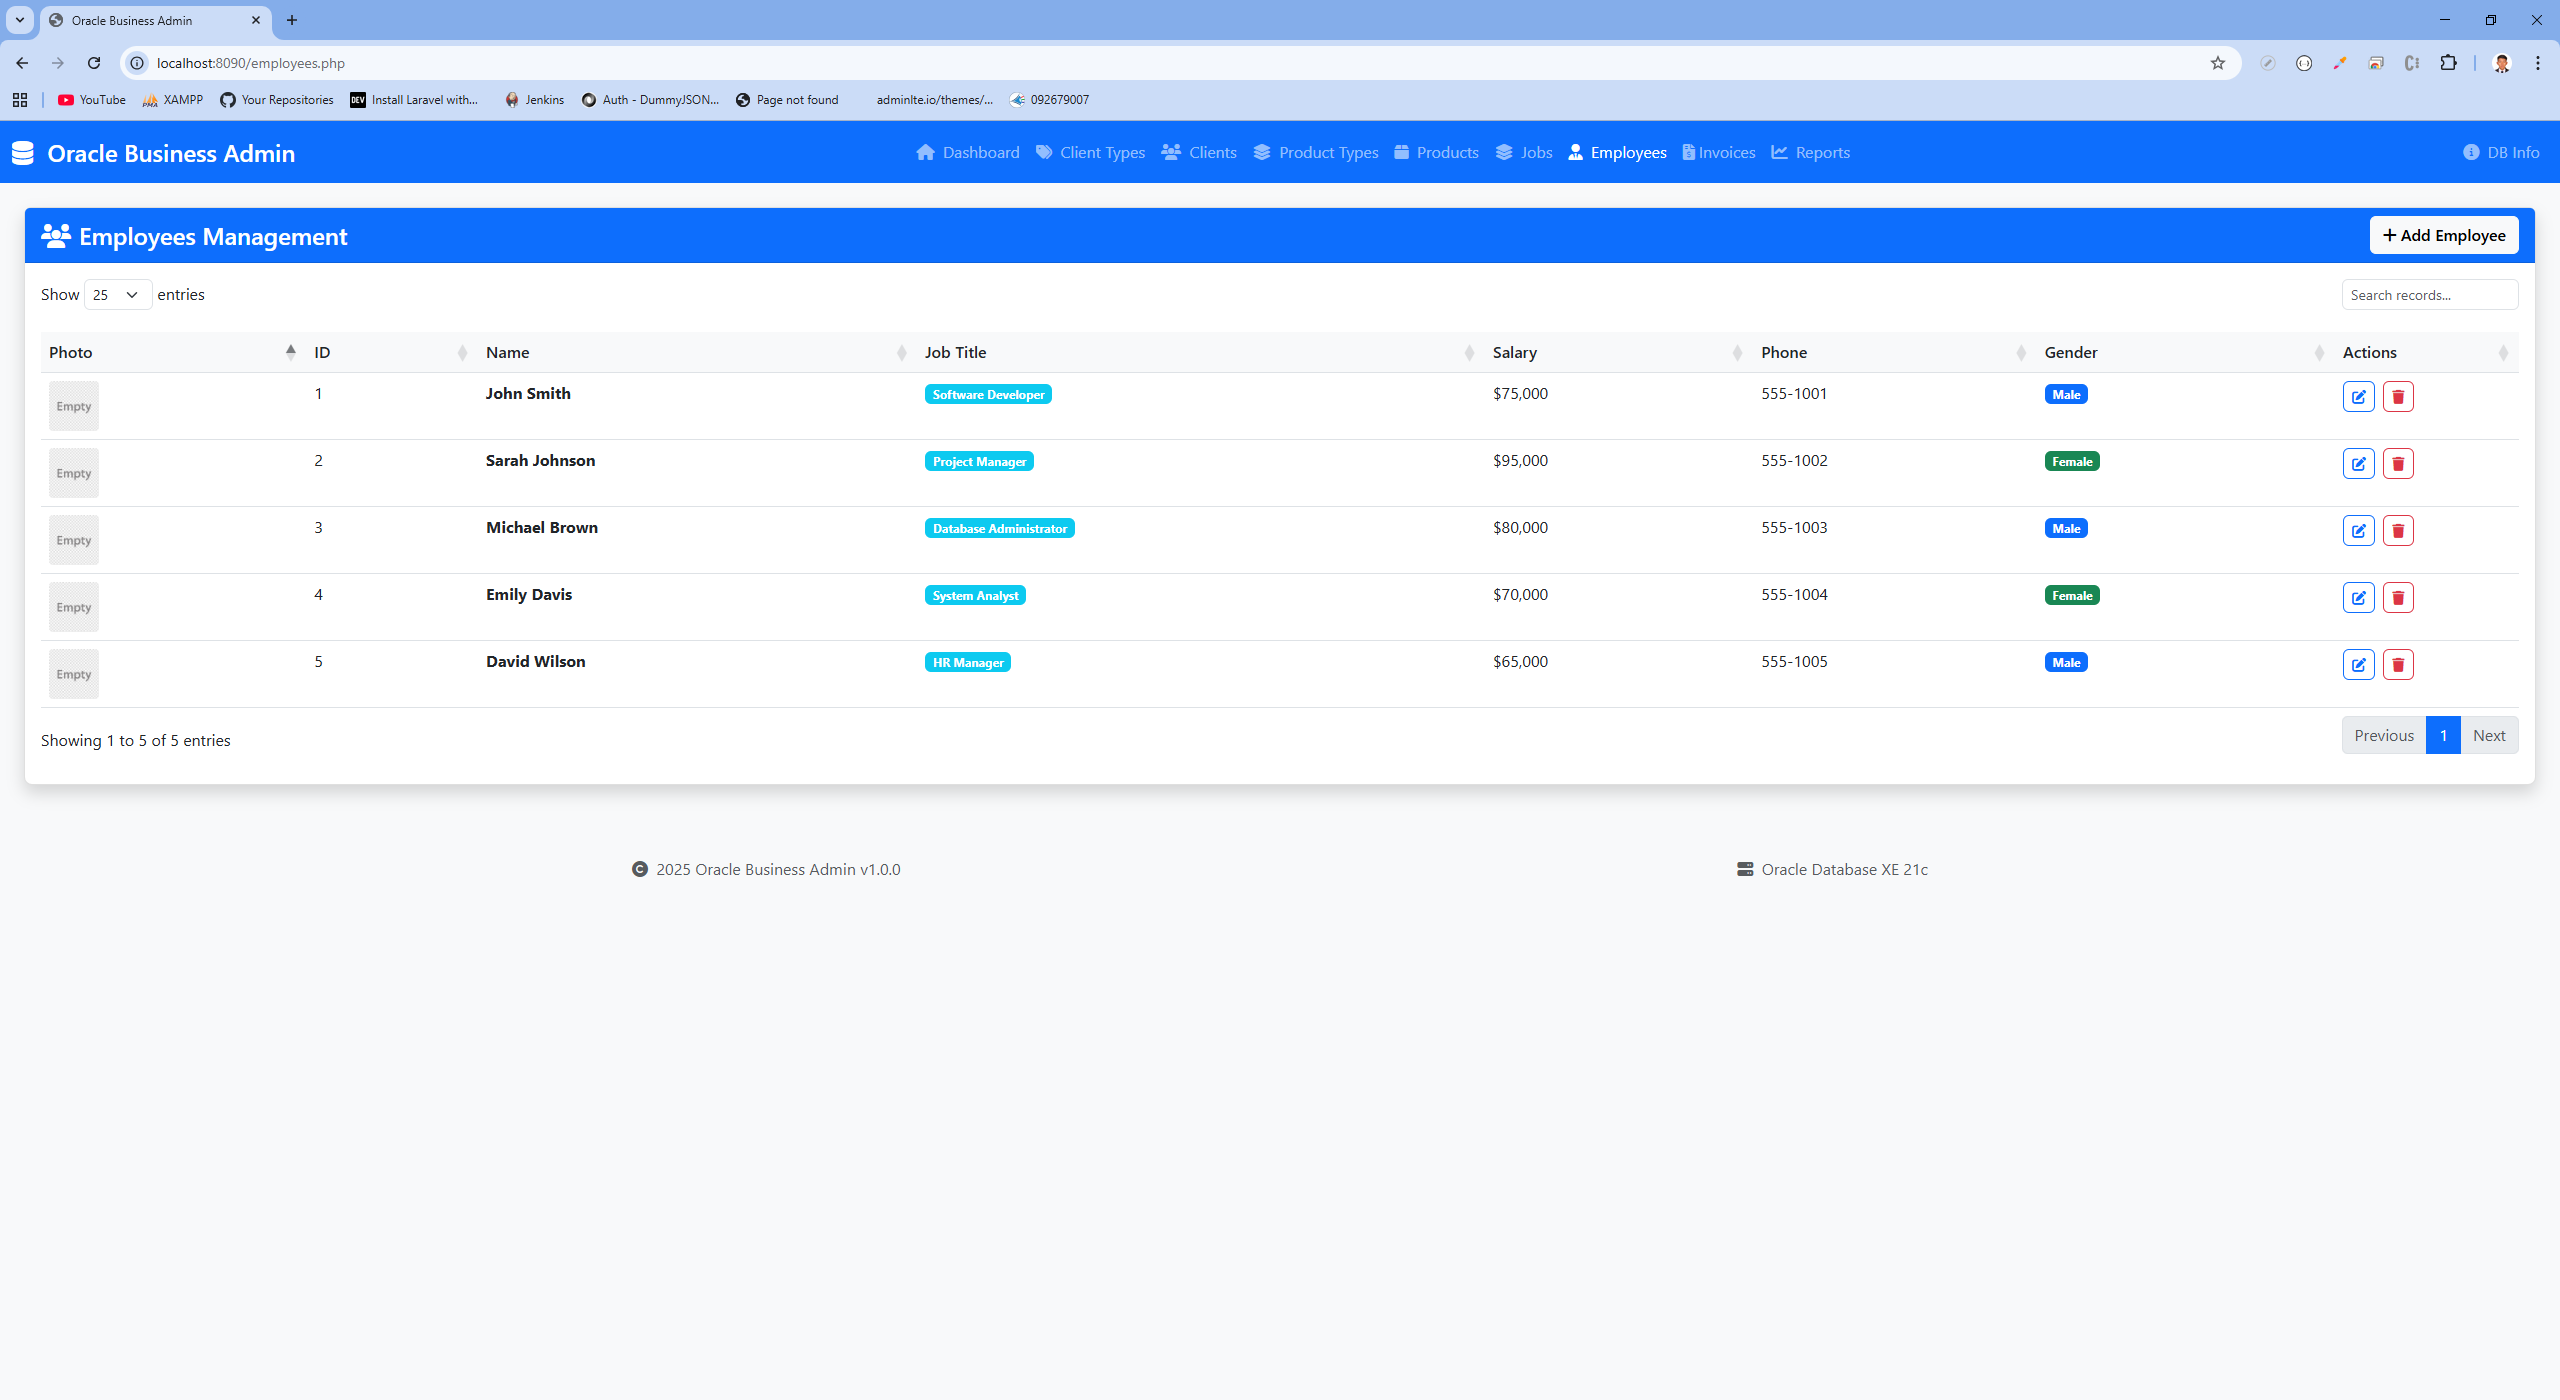 Oracle Business Admin
localhost:8090/employees.php
YouTube XAMPP Your Repositories DEV Install Laravel with... Jenkins Auth - DummyJSON... Page not found adminlte.io/themes/... 092679007
Oracle Business Admin Dashboard Client Types Clients Product Types Products Jobs Employees Invoices Reports DB Info
Employees Management + Add Employee
Show 25 entries Search records...
Photo ID Name Job Title Salary Phone Gender Actions
Empty 1 John Smith Software Developer $75,000 555-1001 Male
Empty 2 Sarah Johnson Project Manager $95,000 555-1002 Female
Empty 3 Michael Brown Database Administrator $80,000 555-1003 Male
Empty 4 Emily Davis System Analyst $70,000 555-1004 Female
Empty 5 David Wilson HR Manager $65,000 555-1005 Male
Showing 1 to 5 of 5 entries Previous 1 Next
© 2025 Oracle Business Admin v1.0.0 Oracle Database XE 21c